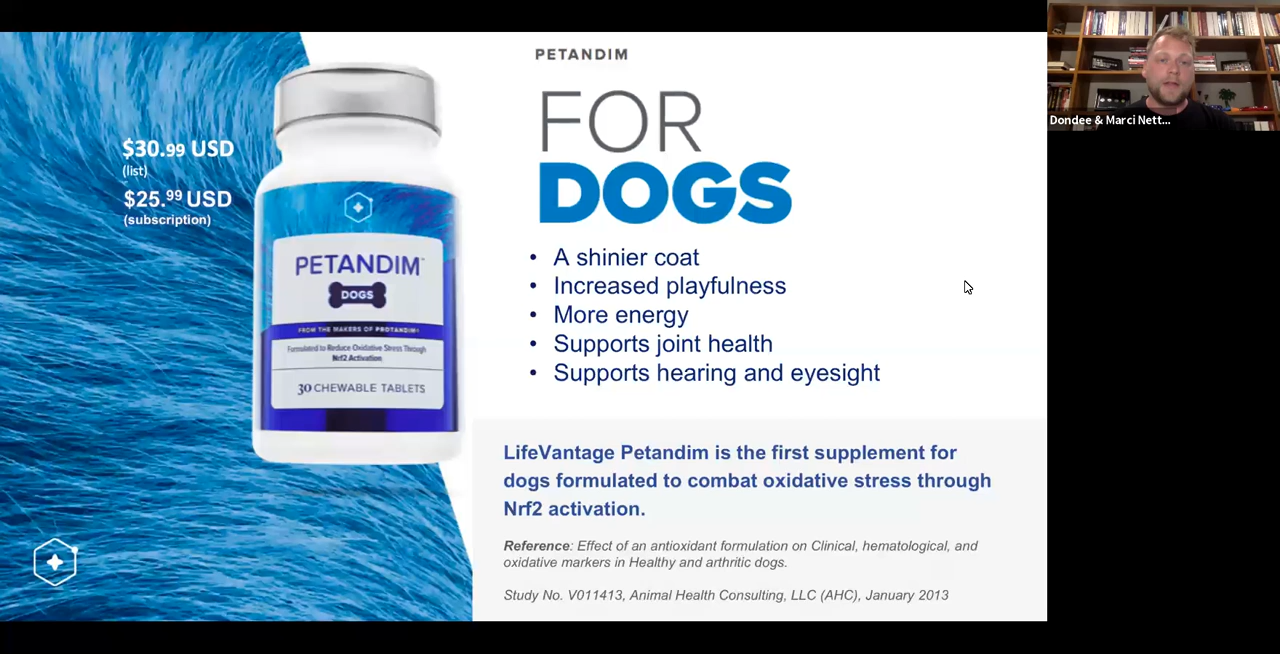 PETANDIM
FOR
DOGS
$30.99 USD
(list)
$25.99 USD
(subscription)
PETANDIM™
DOGS
FROM THE MAKERS OF PROTANDIM®
Formulated to Reduce Oxidative Stress Through
Nrf2 Activation
30 CHEWABLE TABLETS
• A shinier coat
• Increased playfulness
• More energy
• Supports joint health
• Supports hearing and eyesight
LifeVantage Petandim is the first supplement for
dogs formulated to combat oxidative stress through
Nrf2 activation.
Reference: Effect of an antioxidant formulation on Clinical, hematological, and
oxidative markers in Healthy and arthritic dogs.
Study No. V011413, Animal Health Consulting, LLC (AHC), January 2013
Dondee & Marci Nett...